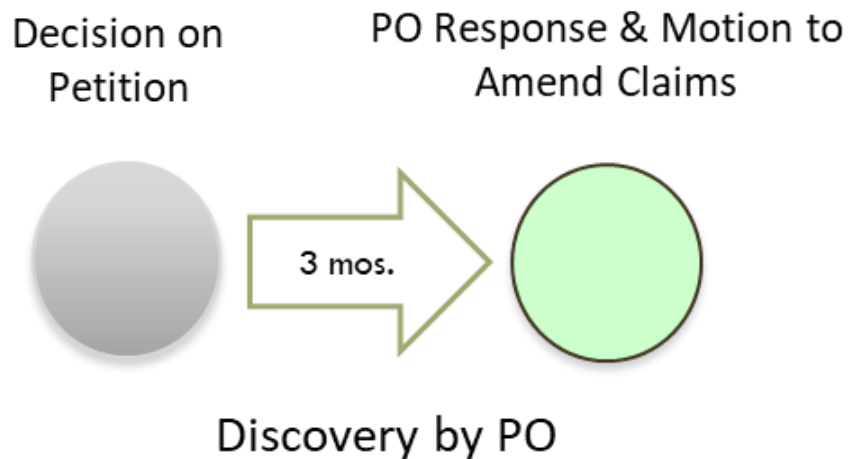 Decision on
Petition
PO Response & Motion to
Amend Claims
3 mos.
Discovery by PO